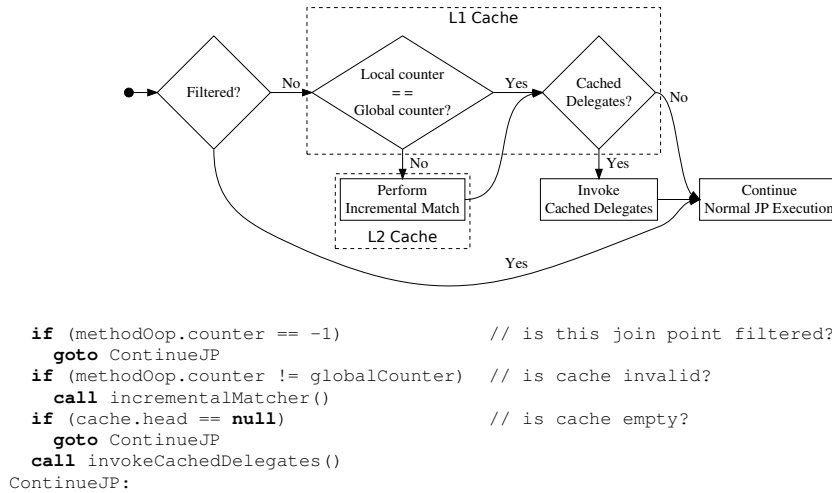 L1 Cache
Filtered?
No
Local counter
= =
Global counter?
Yes
Cached
Delegates?
No
No
Yes
Perform
Incremental Match
L2 Cache
Invoke
Cached Delegates
Continue
Normal JP Execution
Yes
if (methodOop.counter == -1) // is this join point filtered?
goto ContinueJP
if (methodOop.counter != globalCounter) // is cache invalid?
call incrementalMatcher()
if (cache.head == null) // is cache empty?
goto ContinueJP
call invokeCachedDelegates()
ContinueJP: